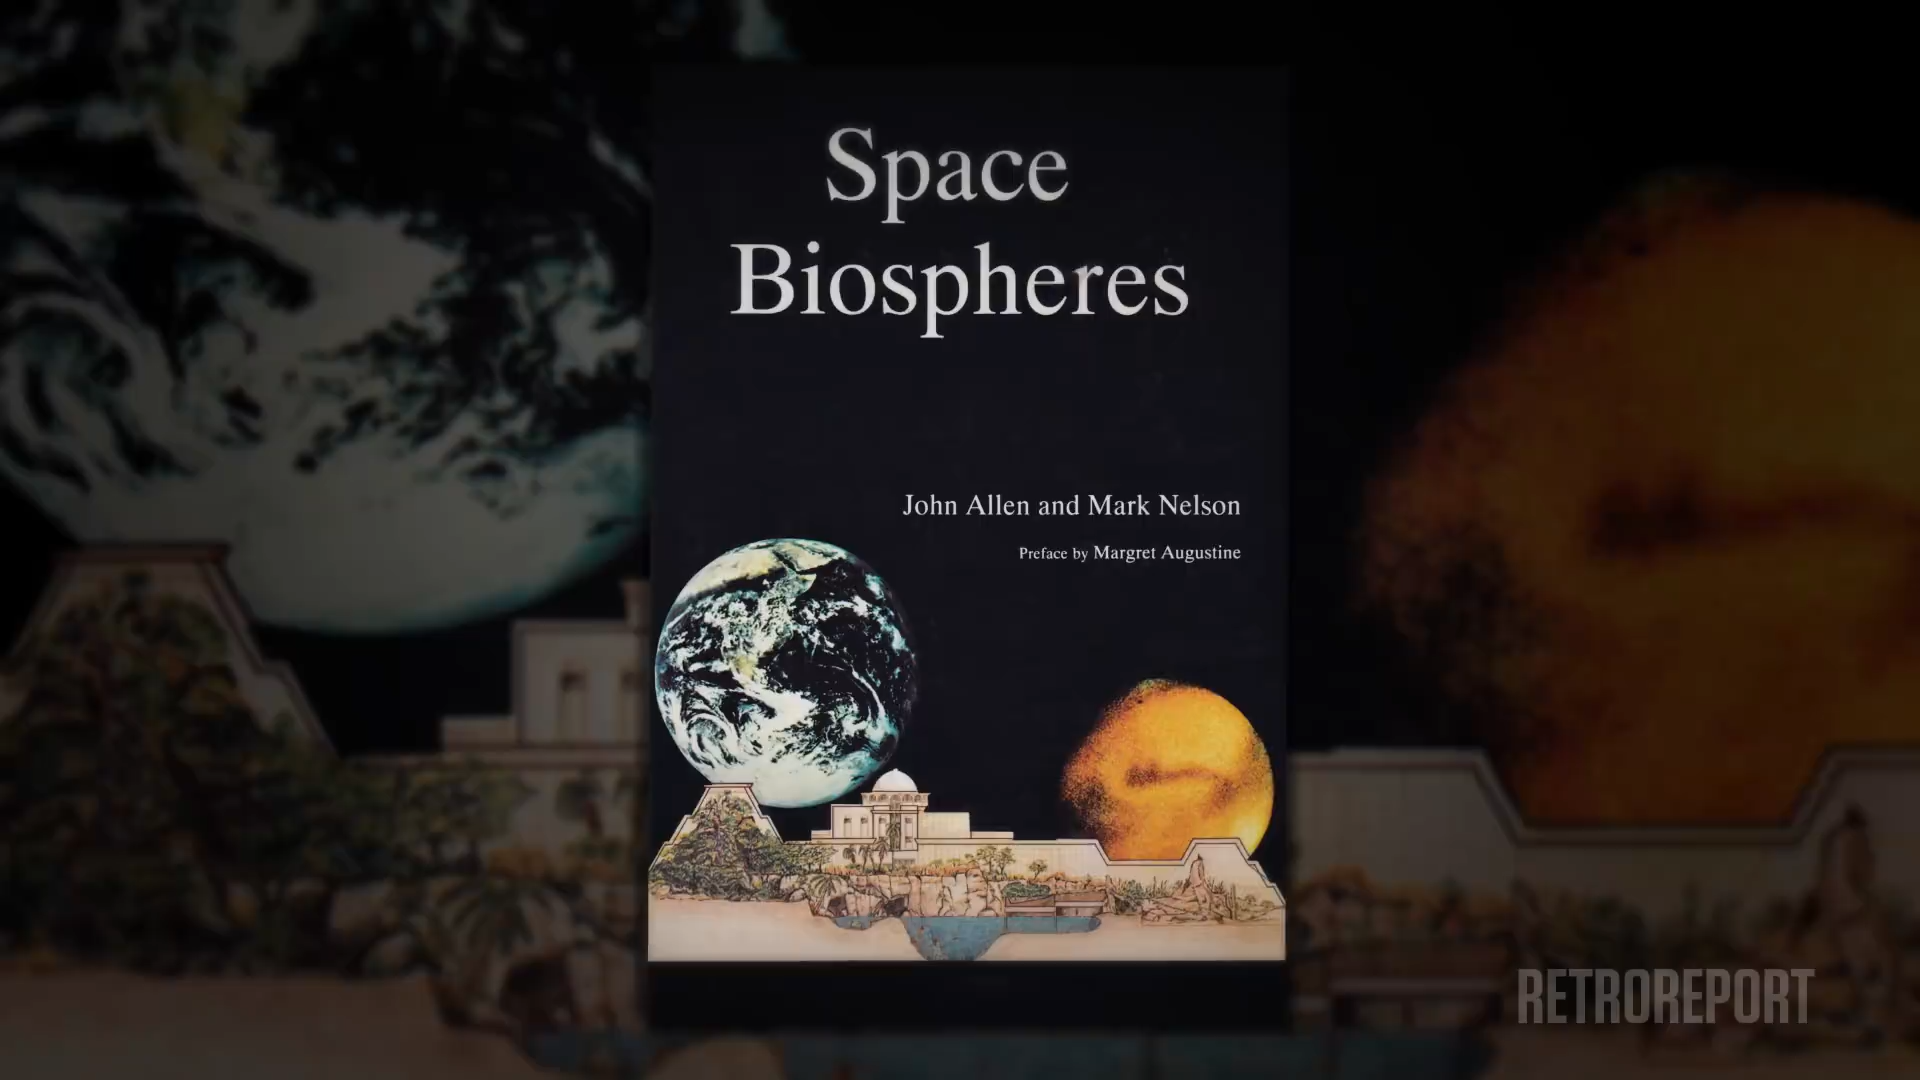 Space
Biospheres
John Allen and Mark Nelson
Preface by Margret Augustine
RETROREPORT